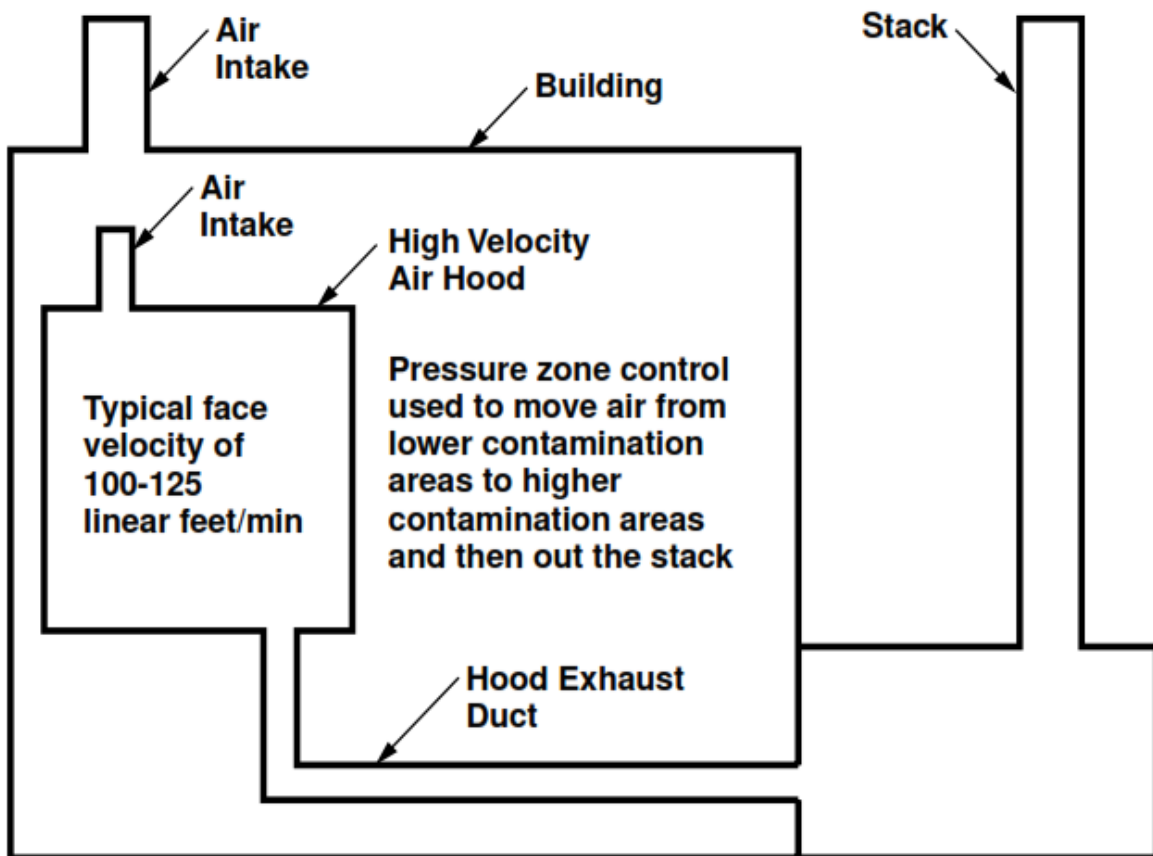 Air
Intake
Stack
Building
Air
Intake
High Velocity
Air Hood
Typical face
velocity of
100-125
linear feet/min
Pressure zone control
used to move air from
lower contamination
areas to higher
contamination areas
and then out the stack
Hood Exhaust
Duct